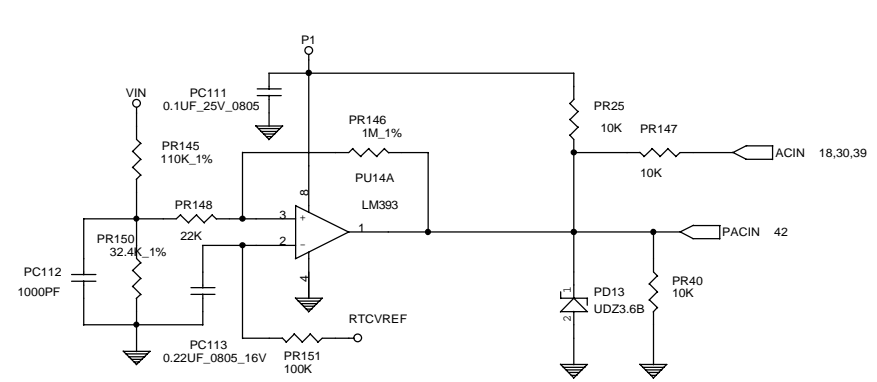 P1
PC111
0.1UF_25V_0805
VIN
PR145
110K_1%
PR146
1M_1%
PR25
10K
PR147
10K
ACIN 18,30,39
PU14A
LM393
8
PR148
22K
3
+
1
2
−
4
PACIN 42
PR150
32.4K_1%
PC112
1000PF
PC113
0.22UF_0805_16V
RTCVREF
PR151
100K
1
PD13
UDZ3.6B
2
PR40
10K